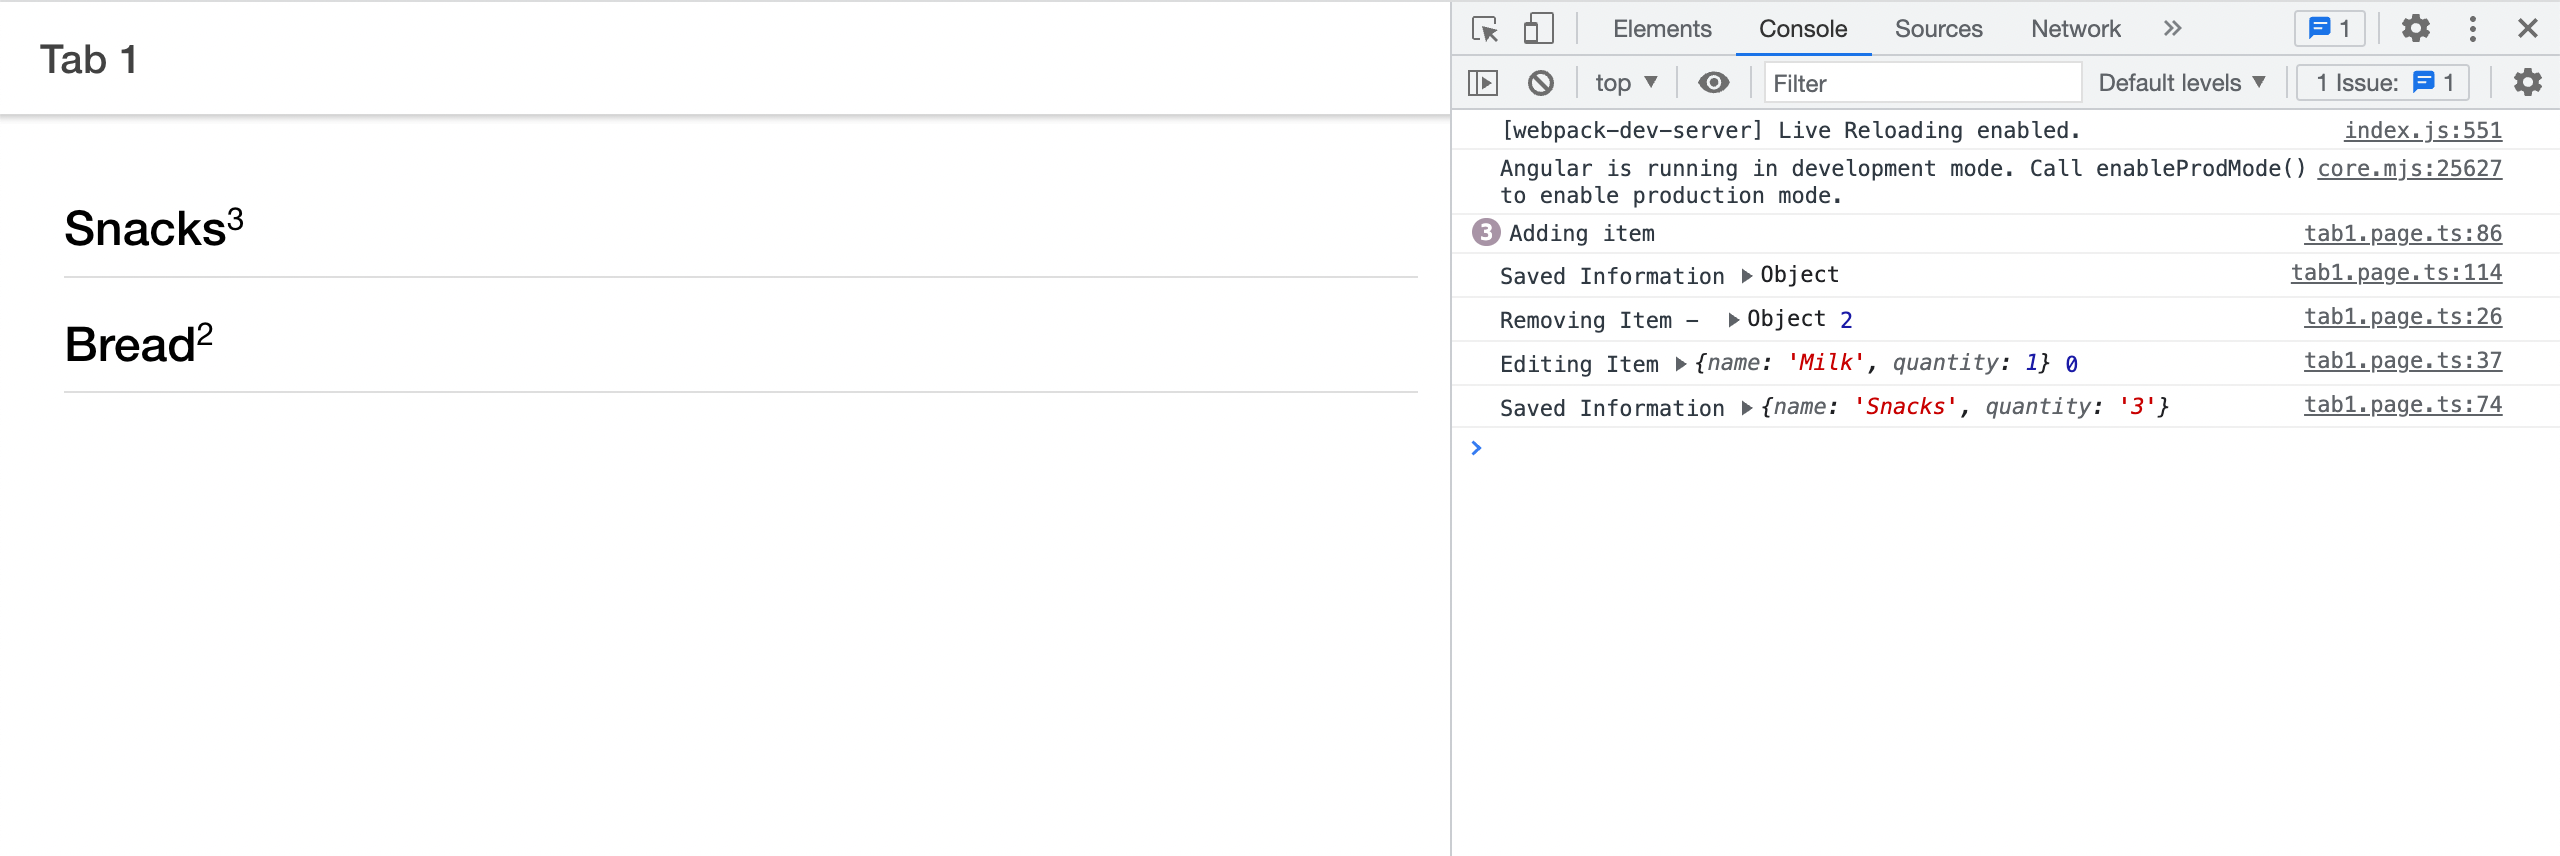 Tab 1
Snacks3
Bread2
Elements Console Sources Network 1
top Filter Default levels 1 Issue: 1
[webpack-dev-server] Live Reloading enabled. index.js:551
Angular is running in development mode. Call enableProdMode() core.mjs:25627
to enable production mode.
3 Adding item tab1.page.ts:86
Saved Information ▶Object tab1.page.ts:114
Removing Item - ▶Object 2 tab1.page.ts:26
Editing Item ▶{name: 'Milk', quantity: 1} 0 tab1.page.ts:37
Saved Information ▶{name: 'Snacks', quantity: '3'} tab1.page.ts:74